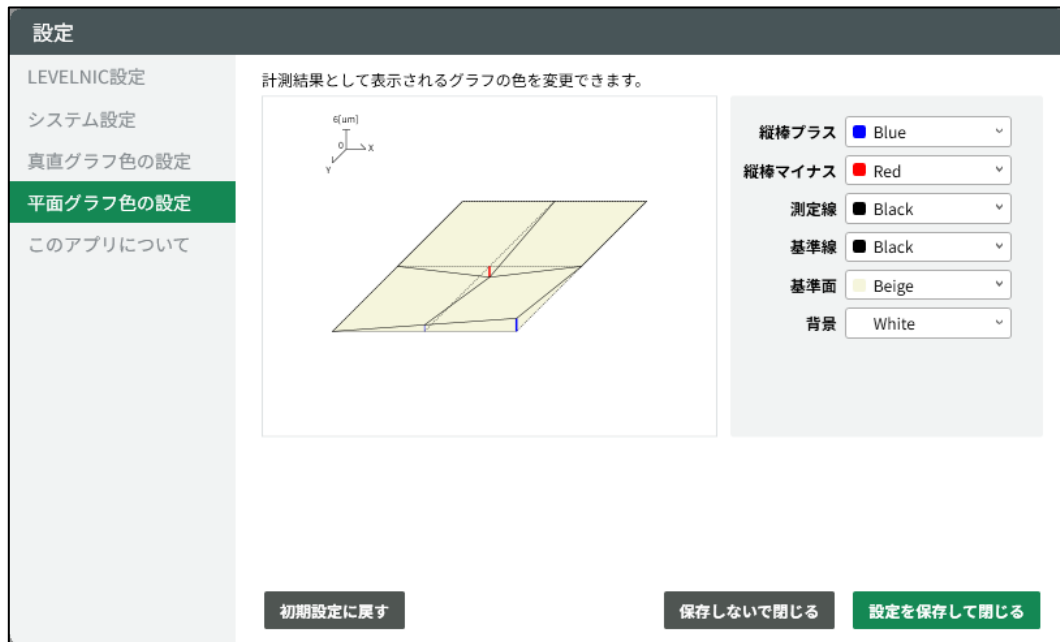 設定
LEVELNIC設定
システム設定
真直グラフ色の設定
平面グラフ色の設定
このアプリについて
計測結果として表示されるグラフの色を変更できます。
6[um]
0
X
Y
縦棒プラス Blue
縦棒マイナス Red
測定線 Black
基準線 Black
基準面 Beige
背景 White
初期設定に戻す
保存しないで閉じる
設定を保存して閉じる